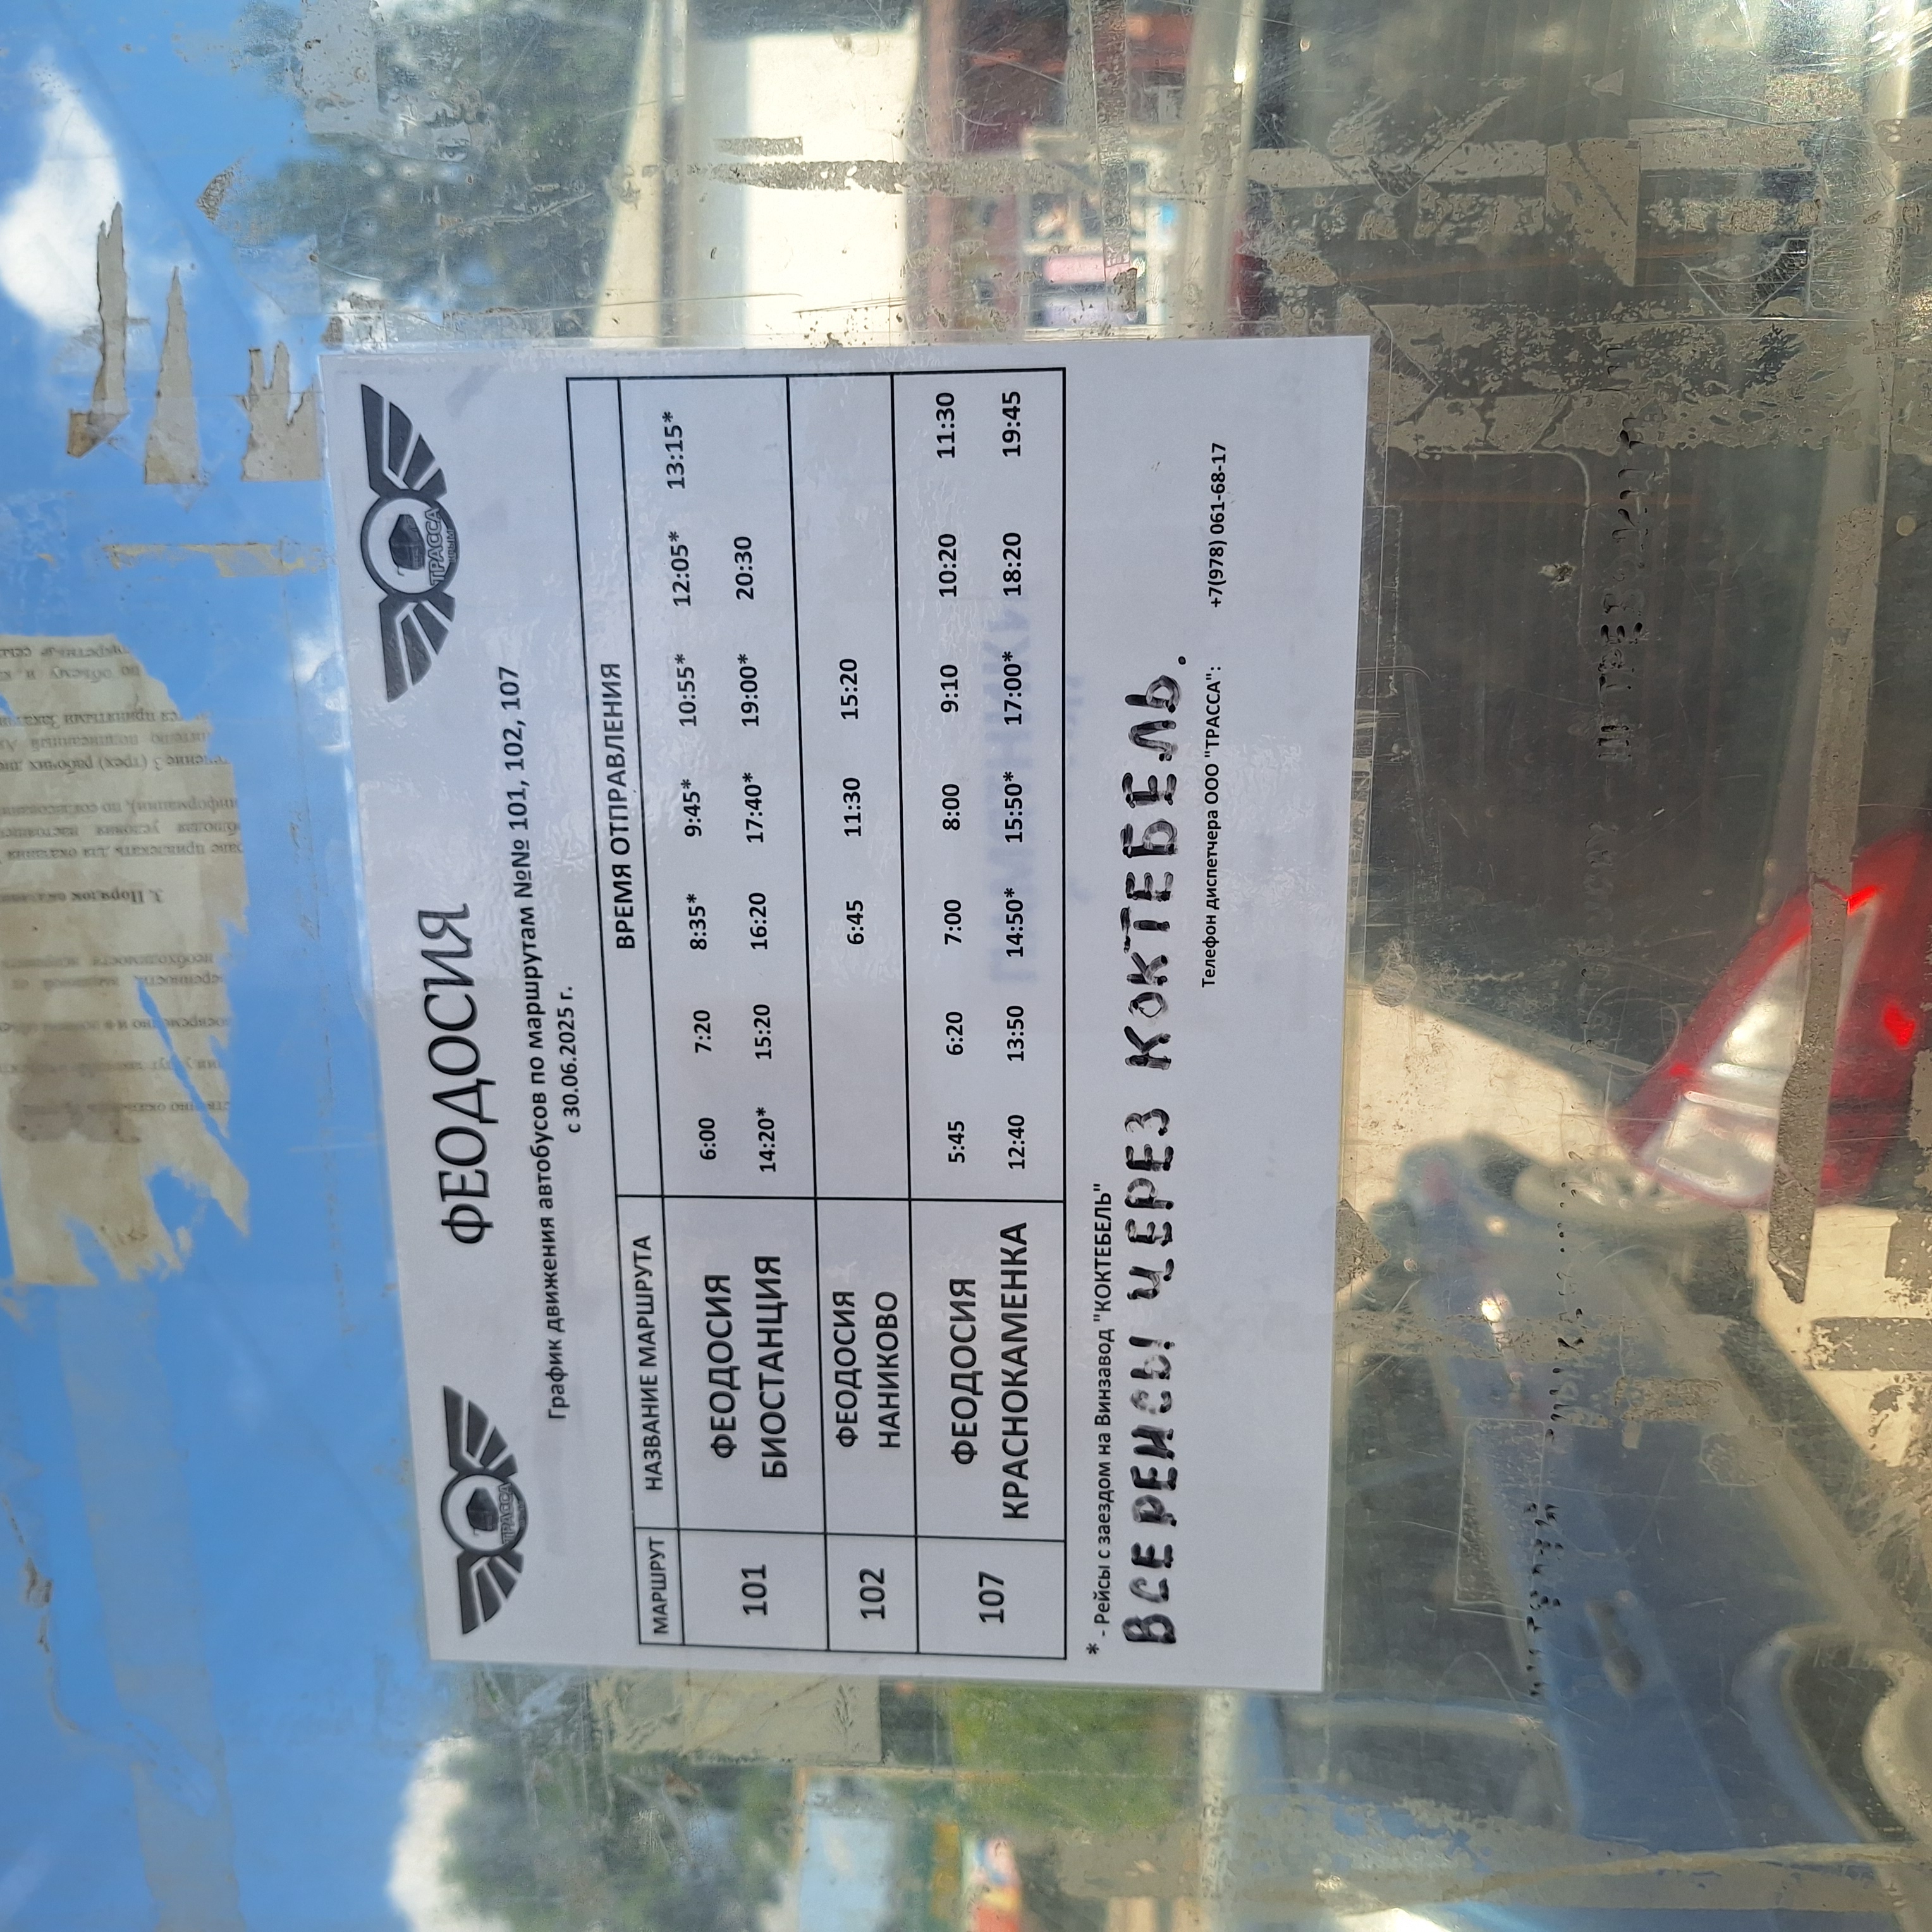 ФЕОДОСИЯ
ТРАССА
ТРАССА
График движения автобусов по маршрутам №№ 101, 102, 107
с 30.06.2025 г.
МАРШРУТ НАЗВАНИЕ МАРШРУТА ВРЕМЯ ОТПРАВЛЕНИЯ
101 ФЕОДОСИЯ 6:00 7:20 8:35* 9:45* 10:55* 12:05* 13:15*
БИОСТАНЦИЯ 14:20* 15:20 16:20 17:40* 19:00* 20:30
102 ФЕОДОСИЯ 6:45 11:30 15:20
НАНИКОВО
107 ФЕОДОСИЯ 5:45 6:20 7:00 8:00 9:10 10:20 11:30
КРАСНОКАМЕНКА 12:40 13:50 14:50* 15:50* 17:00* 18:20 19:45
* - Рейсы с заездом на Винзавод "КОКТЕБЕЛЬ"
ВСЕ РЕЙСЫ ЧЕРЕЗ КОКТЕБЕЛЬ.
Телефон диспетчера ООО "ТРАССА": +7(978) 061-68-17